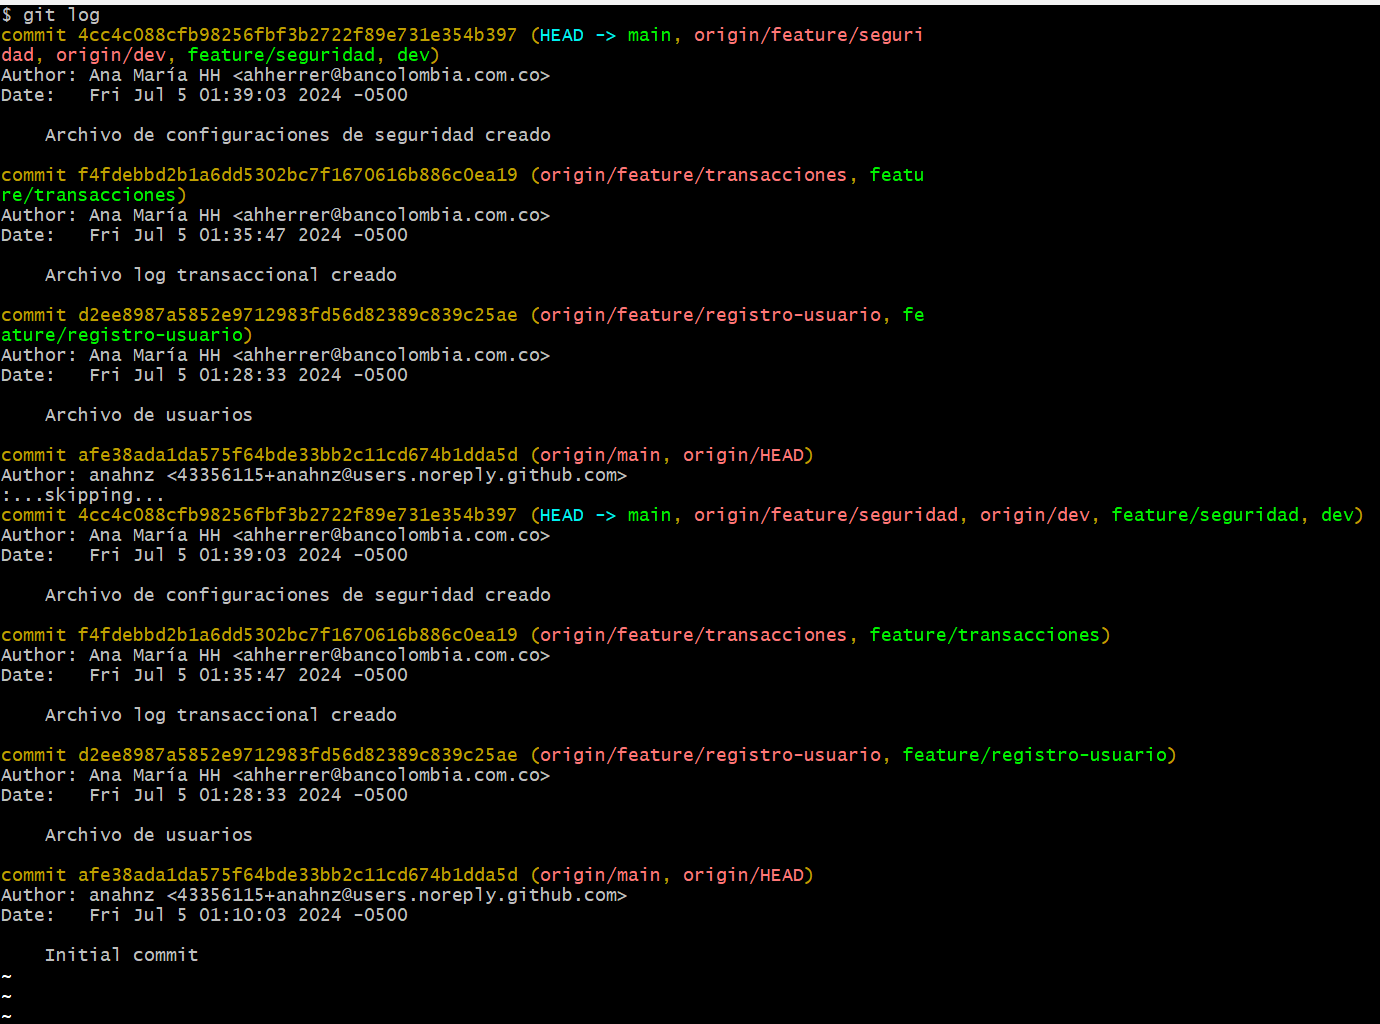 $ git log
commit 4cc4c088cfb98256fbf3b2722f89e731e354b397 (HEAD -> main, origin/feature/seguri
dad, origin/dev, feature/seguridad, dev)
Author: Ana María HH <ahherrer@bancolombia.com.co>
Date:   Fri Jul 5 01:39:03 2024 -0500

    Archivo de configuraciones de seguridad creado

commit f4fdebbd2b1a6dd5302bc7f1670616b886c0ea19 (origin/feature/transacciones, featu
re/transacciones)
Author: Ana María HH <ahherrer@bancolombia.com.co>
Date:   Fri Jul 5 01:35:47 2024 -0500

    Archivo log transaccional creado

commit d2ee8987a5852e9712983fd56d82389c839c25ae (origin/feature/registro-usuario, fe
ature/registro-usuario)
Author: Ana María HH <ahherrer@bancolombia.com.co>
Date:   Fri Jul 5 01:28:33 2024 -0500

    Archivo de usuarios

commit afe38ada1da575f64bde33bb2c11cd674b1dda5d (origin/main, origin/HEAD)
Author: anahnz <43356115+anahnz@users.noreply.github.com>
:...skipping...
commit 4cc4c088cfb98256fbf3b2722f89e731e354b397 (HEAD -> main, origin/feature/seguridad, origin/dev, feature/seguridad, dev)
Author: Ana María HH <ahherrer@bancolombia.com.co>
Date:   Fri Jul 5 01:39:03 2024 -0500

    Archivo de configuraciones de seguridad creado

commit f4fdebbd2b1a6dd5302bc7f1670616b886c0ea19 (origin/feature/transacciones, feature/transacciones)
Author: Ana María HH <ahherrer@bancolombia.com.co>
Date:   Fri Jul 5 01:35:47 2024 -0500

    Archivo log transaccional creado

commit d2ee8987a5852e9712983fd56d82389c839c25ae (origin/feature/registro-usuario, feature/registro-usuario)
Author: Ana María HH <ahherrer@bancolombia.com.co>
Date:   Fri Jul 5 01:28:33 2024 -0500

    Archivo de usuarios

commit afe38ada1da575f64bde33bb2c11cd674b1dda5d (origin/main, origin/HEAD)
Author: anahnz <43356115+anahnz@users.noreply.github.com>
Date:   Fri Jul 5 01:10:03 2024 -0500

    Initial commit
~
~
~